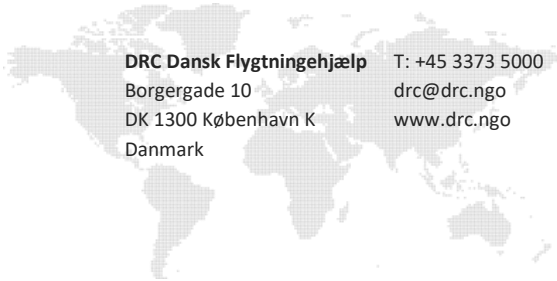 DRC Dansk Flygtningehjælp T: +45 3373 5000
Borgergade 10 drc@drc.ngo
DK 1300 København K www.drc.ngo
Danmark